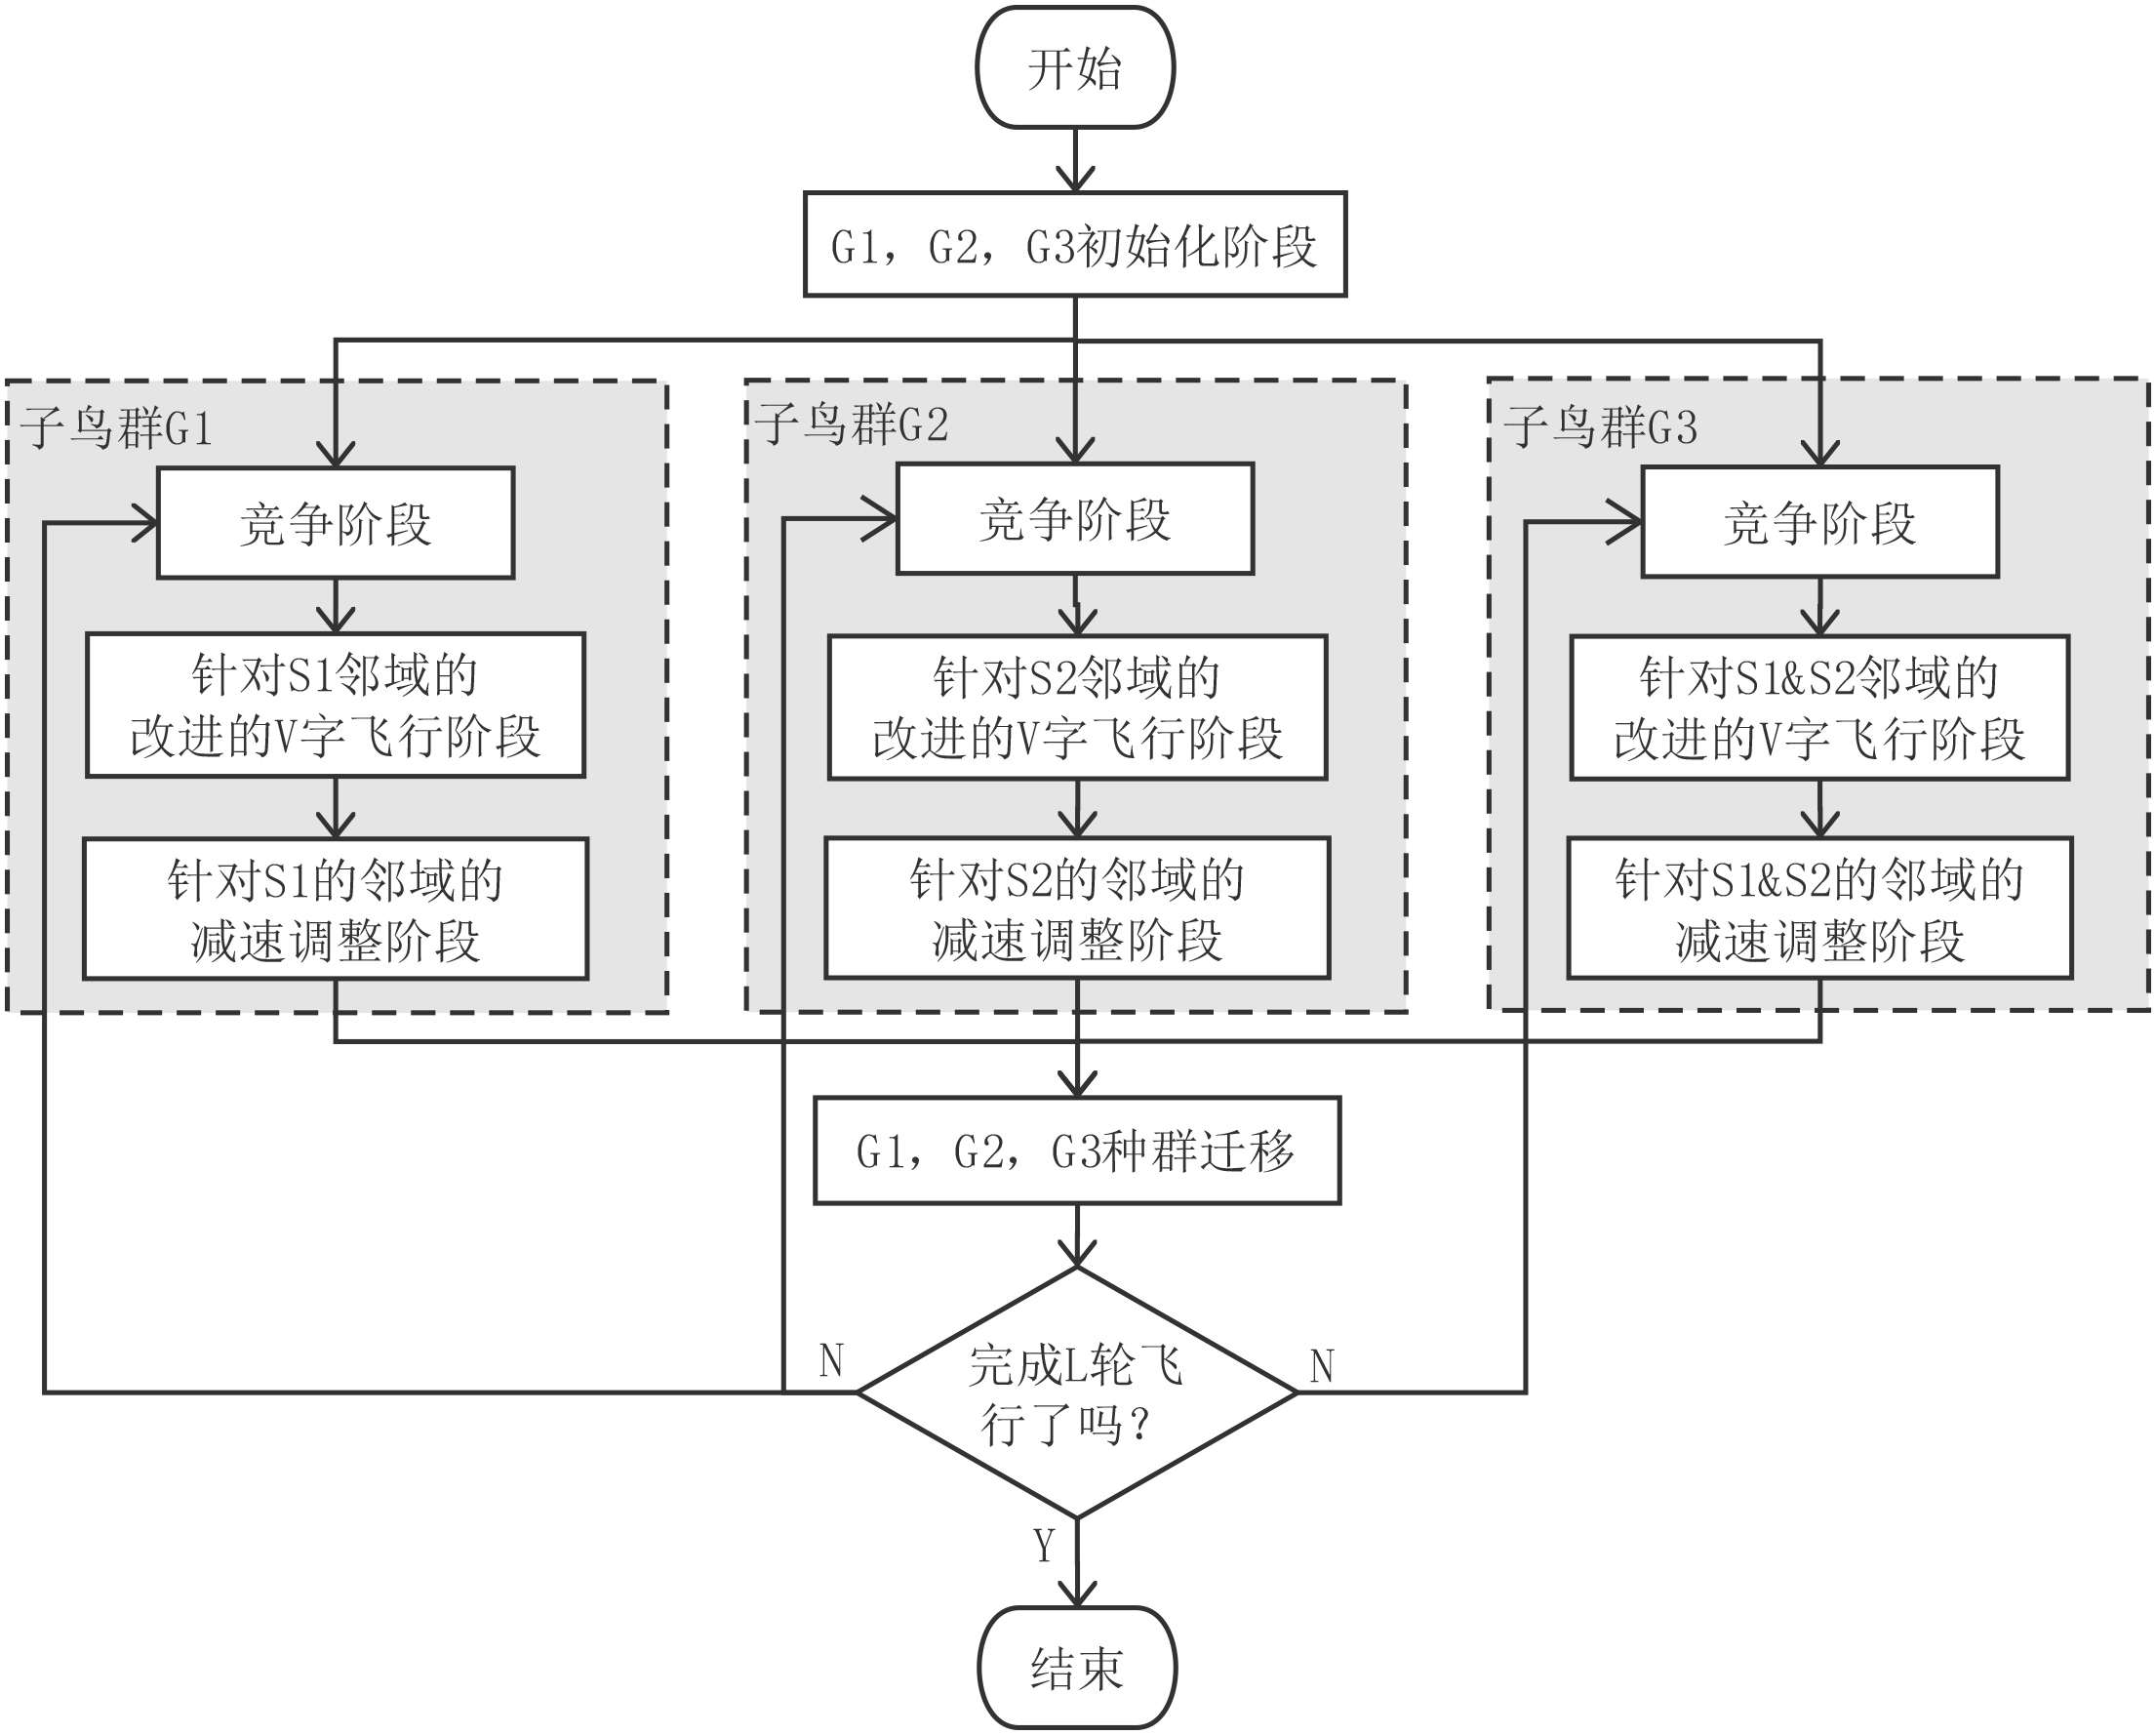 开始
G1，G2，G3初始化阶段
子鸟群G1
竞争阶段
针对S1邻域的
改进的V字飞行阶段
针对S1的邻域的
减速调整阶段
子鸟群G2
竞争阶段
针对S2邻域的
改进的V字飞行阶段
针对S2的邻域的
减速调整阶段
子鸟群G3
竞争阶段
针对S1&S2邻域的
改进的V字飞行阶段
针对S1&S2的邻域的
减速调整阶段
G1，G2，G3种群迁移
N
完成L轮飞
行了吗？
N
Y
结束